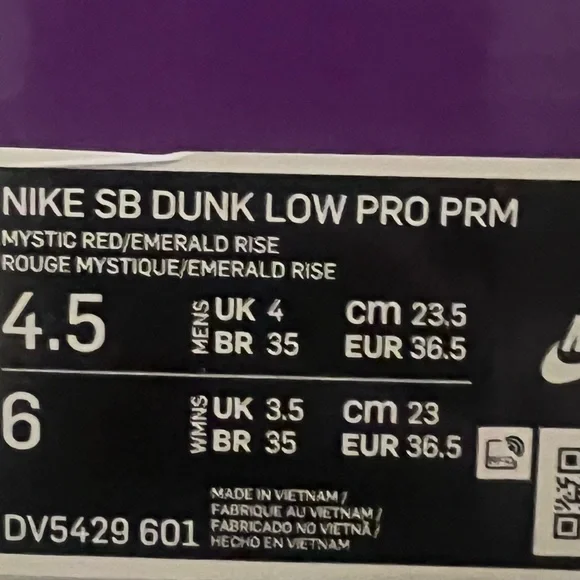 NIKE SB DUNK LOW PRO PRM
MYSTIC RED/EMERALD RISE
ROUGE MYSTIQUE/EMERALD RISE
4.5 MENS UK 4 cm 23.5
BR 35 EUR 36.5
6 WMNS UK 3.5 cm 23
BR 35 EUR 36.5
MADE IN VIETNAM /
FABRIQUE AU VIETNAM /
FABRICADO NO VIETNÃ /
HECHO EN VIETNAM
DV5429 601